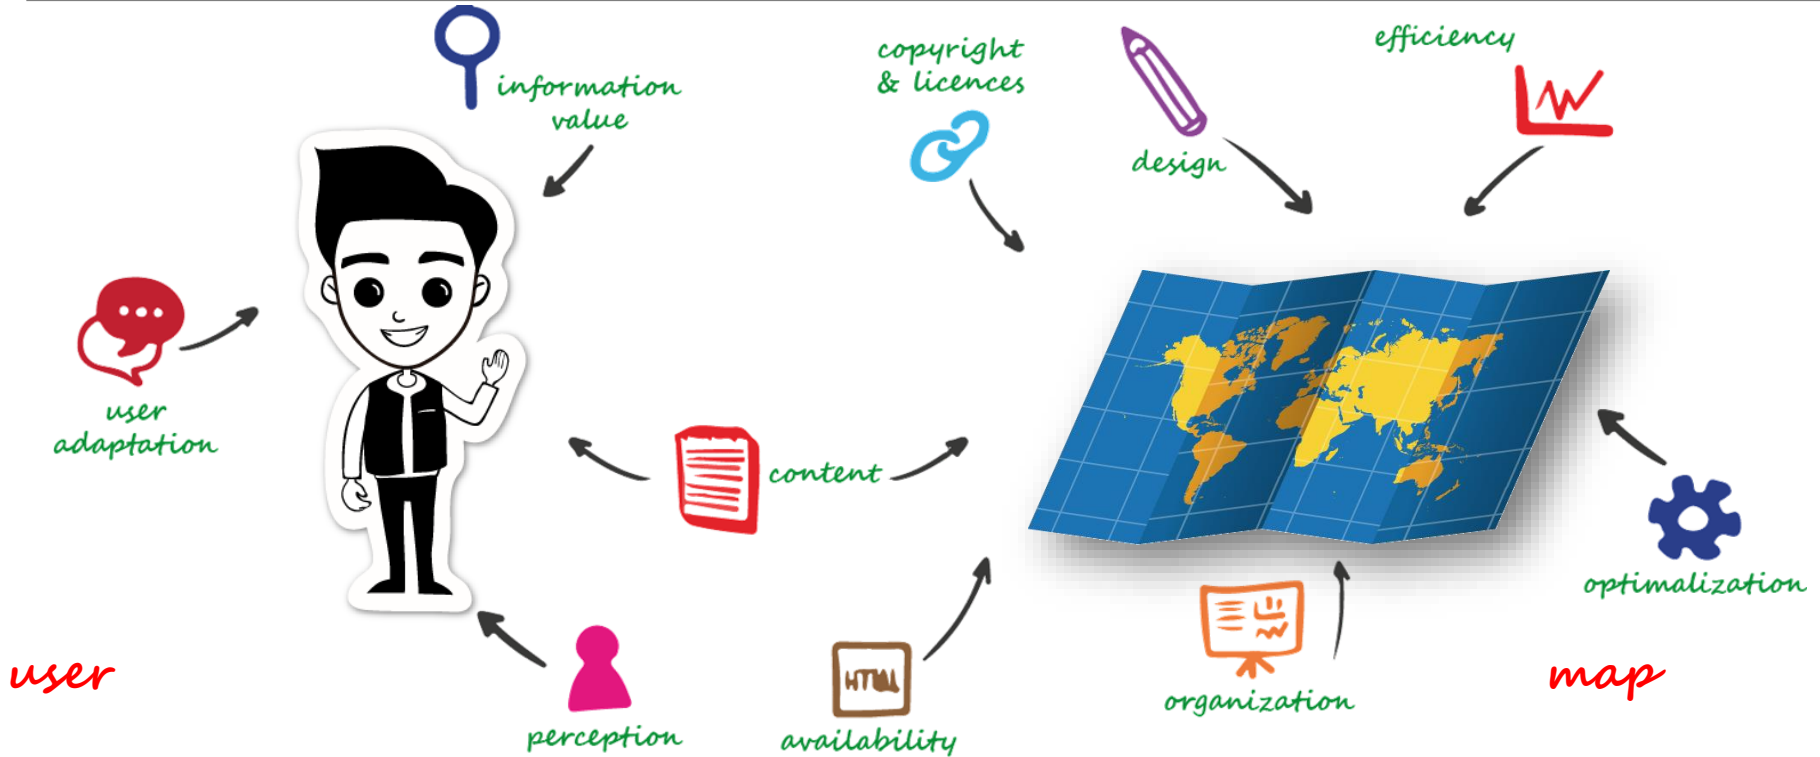 information
value
copyright
& licences
design
efficiency
user
adaptation
content
optimalization
user
map
perception
availability
HTML
organization